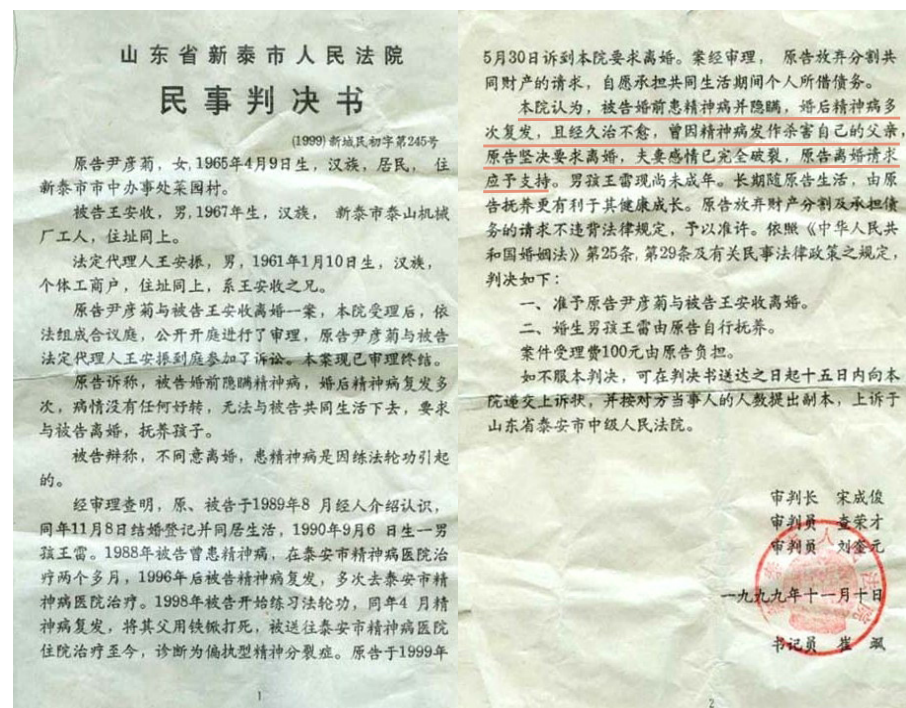 山东省新泰市人民法院
民事判决书
(1999)新城民初字第245号
原告尹彦菊，女，1965年4月9日生，汉族，居民，住
新泰市市中办事处菜园村。
被告王安收，男，1967年生，汉族，新泰市泰山机械
厂工人，住址同上。
法定代理人王安振，男，1961年1月10日生，汉族，
个体工商户，住址同上，系王安收之兄。
原告尹彦菊与被告王安收离婚一案，本院受理后，依
法组成合议庭，公开开庭进行了审理，原告尹彦菊与被告
法定代理人王安振到庭参加了诉讼。本案现已审理终结。
原告诉称，被告婚前隐瞒精神病，婚后精神病复发多
次，病情没有任何好转，无法与被告共同生活下去，要求
与被告离婚，抚养孩子。
被告辩称，不同意离婚，患精神病是因练法轮功引起
的。
经审理查明，原、被告于1989年8月经人介绍认识，
同年11月8日结婚登记并同居生活，1990年9月6日生一男
孩王雷。1988年被告曾患精神病，在泰安市精神病医院治
疗两个多月，1996年后被告精神病复发，多次去泰安市精
神病医院治疗。1998年被告开始练习法轮功，同年4月精
神病复发，将其父用铁锨打死，被送往泰安市精神病医院
住院治疗至今，诊断为偏执型精神分裂症。原告于1999年
1
5月30日诉到本院要求离婚。案经审理，原告放弃分割共
同财产的请求，自愿承担共同生活期间个人所借债务。
本院认为，被告婚前患精神病并隐瞒，婚后精神病多
次复发，且经久治不愈，曾因精神病发作杀害自己的父亲，
原告坚决要求离婚，夫妻感情已完全破裂，原告离婚请求
应予支持。男孩王雷现尚未成年。长期随原告生活，由原
告抚养更有利于其健康成长。原告放弃财产分割及承担债
务的请求不违背法律规定，予以准许。依照《中华人民共
和国婚姻法》第25条，第29条及有关民事法律政策之规定，
判决如下：
一、准予原告尹彦菊与被告王安收离婚。
二、婚生男孩王雷由原告自行抚养。
案件受理费100元由原告负担。
如不服本判决，可在判决书送达之日起十五日内向本
院递交上诉状，并按对方当事人的人数提出副本，上诉于
山东省泰安市中级人民法院。
审判长 宋成俊
审判员 查荣才
审判员 刘奎元
一九九九年十一月十日
书记员 崔飒
2